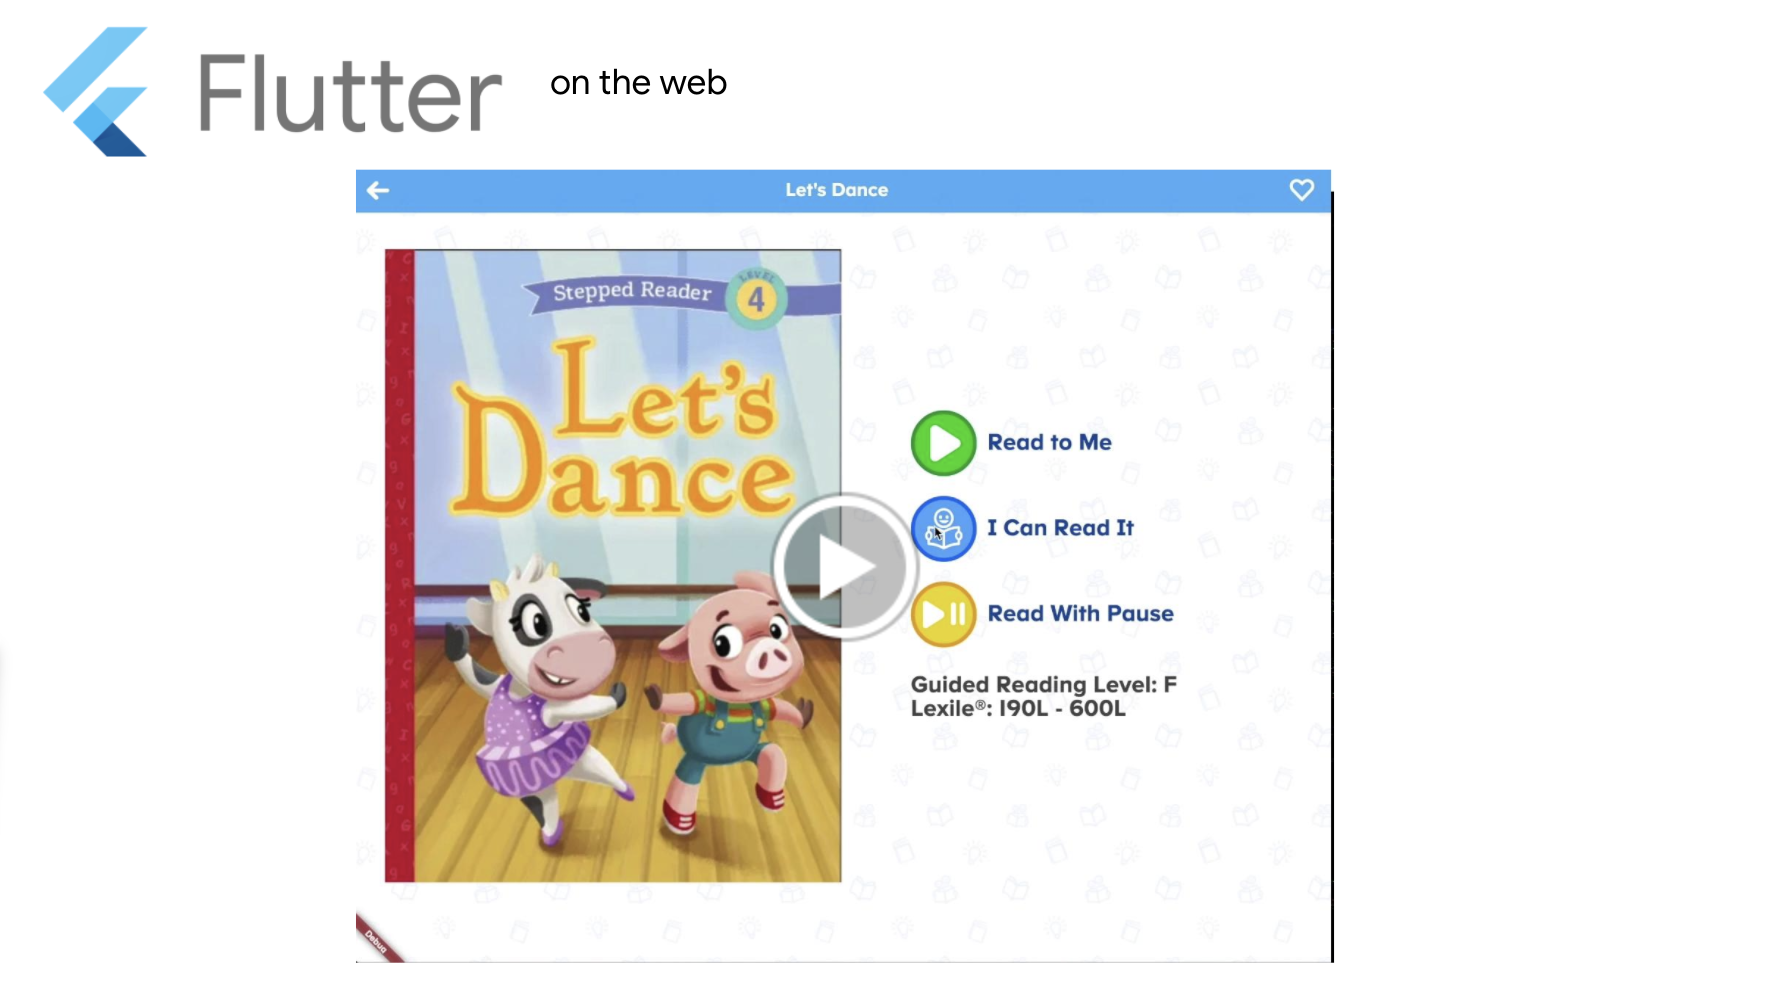 Flutter on the web
Let's Dance
Stepped Reader
LEVEL
4
Let's
Dance
Read to Me
I Can Read It
Read With Pause
Guided Reading Level: F
Lexile®: 190L - 600L
Debug